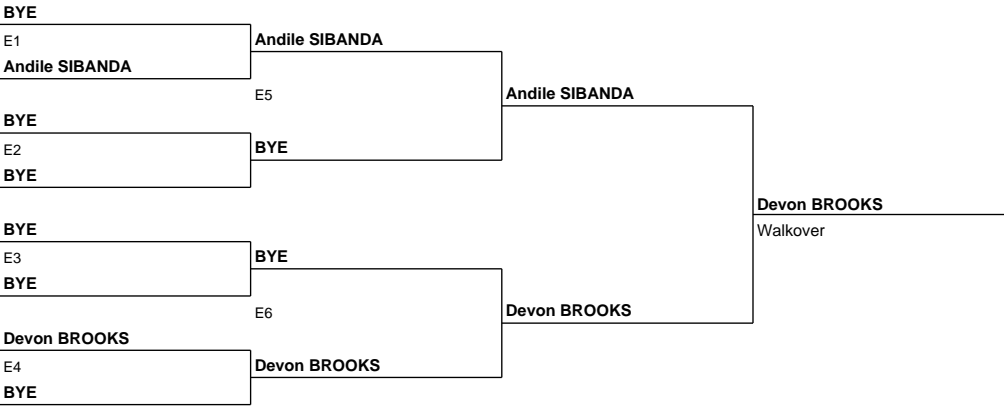 BYE
E1
Andile SIBANDA
BYE
E2
BYE
BYE
E3
BYE
Devon BROOKS
E4
BYE
Andile SIBANDA
E5
BYE
BYE
E6
Devon BROOKS
Andile SIBANDA
Devon BROOKS
Devon BROOKS
Walkover